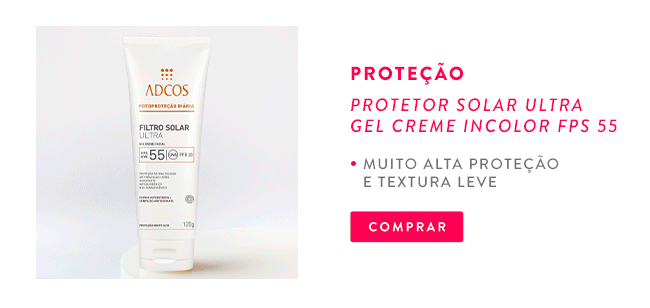 ADCOS
FOTOPROTEÇÃO DIÁRIA
FILTRO SOLAR
ULTRA
55
120g
PROTEÇÃO
PROTETOR SOLAR ULTRA
GEL CREME INCOLOR FPS 55
• MUITO ALTA PROTEÇÃO
E TEXTURA LEVE
COMPRAR